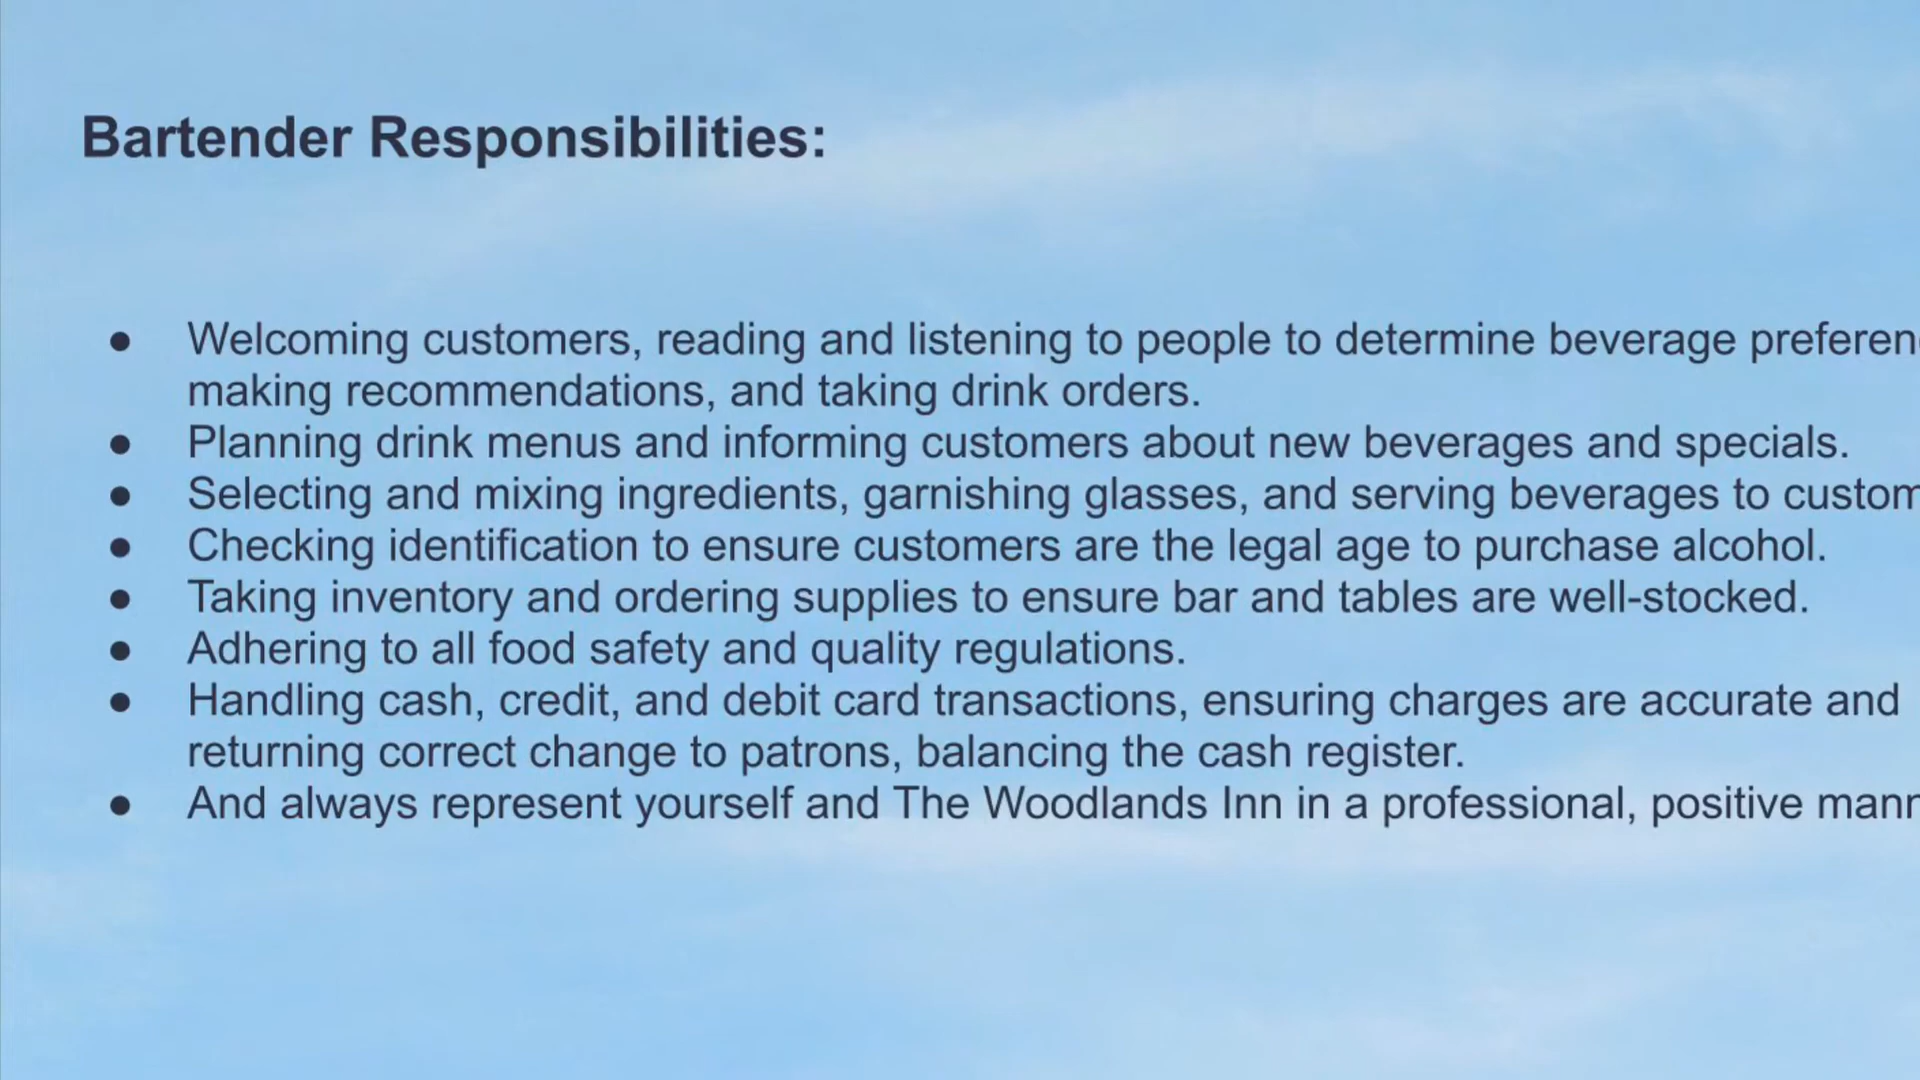 Bartender Responsibilities:
● Welcoming customers, reading and listening to people to determine beverage
making recommendations, and taking drink orders.
● Planning drink menus and informing customers about new beverages and specials.
● Selecting and mixing ingredients, garnishing glasses, and serving beverages to
● Checking identification to ensure customers are the legal age to purchase alcohol.
● Taking inventory and ordering supplies to ensure bar and tables are well-stocked.
● Adhering to all food safety and quality regulations.
● Handling cash, credit, and debit card transactions, ensuring charges are accurate and
returning correct change to patrons, balancing the cash register.
● And always represent yourself and The Woodlands Inn in a professional, positive